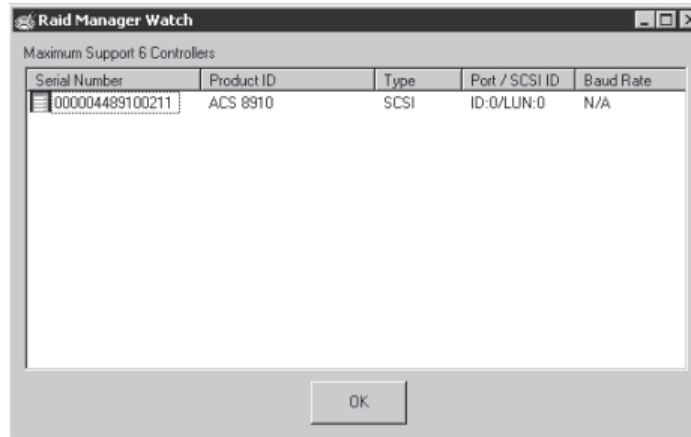 Raid Manager Watch
Maximum Support 6 Controllers
Serial Number Product ID Type Port / SCSI ID Baud Rate
000004489100211 ACS 8910 SCSI ID:0/LUN:0 N/A
OK